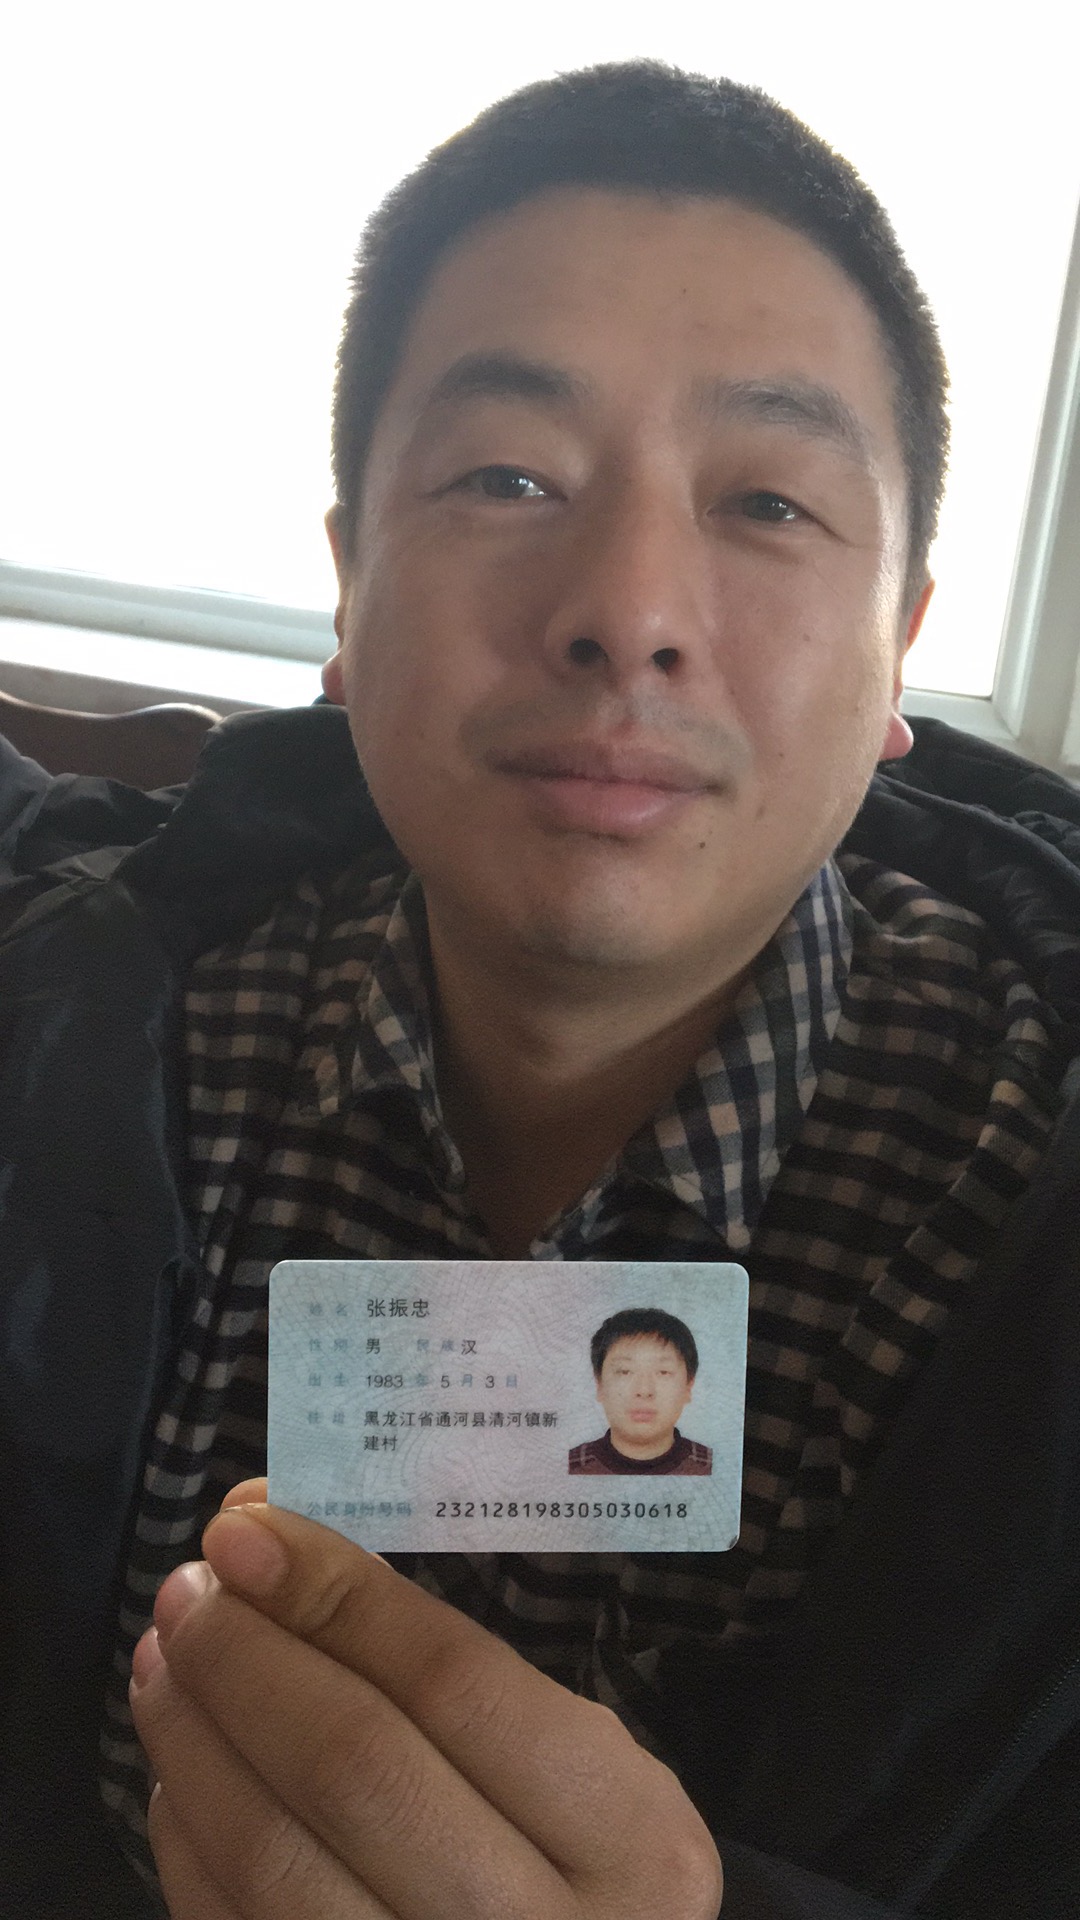 姓名 张振忠
性别 男 民族 汉
出生 1983 年 5 月 3 日
住址 黑龙江省通河县清河镇新
建村
公民身份号码 232128198305030618